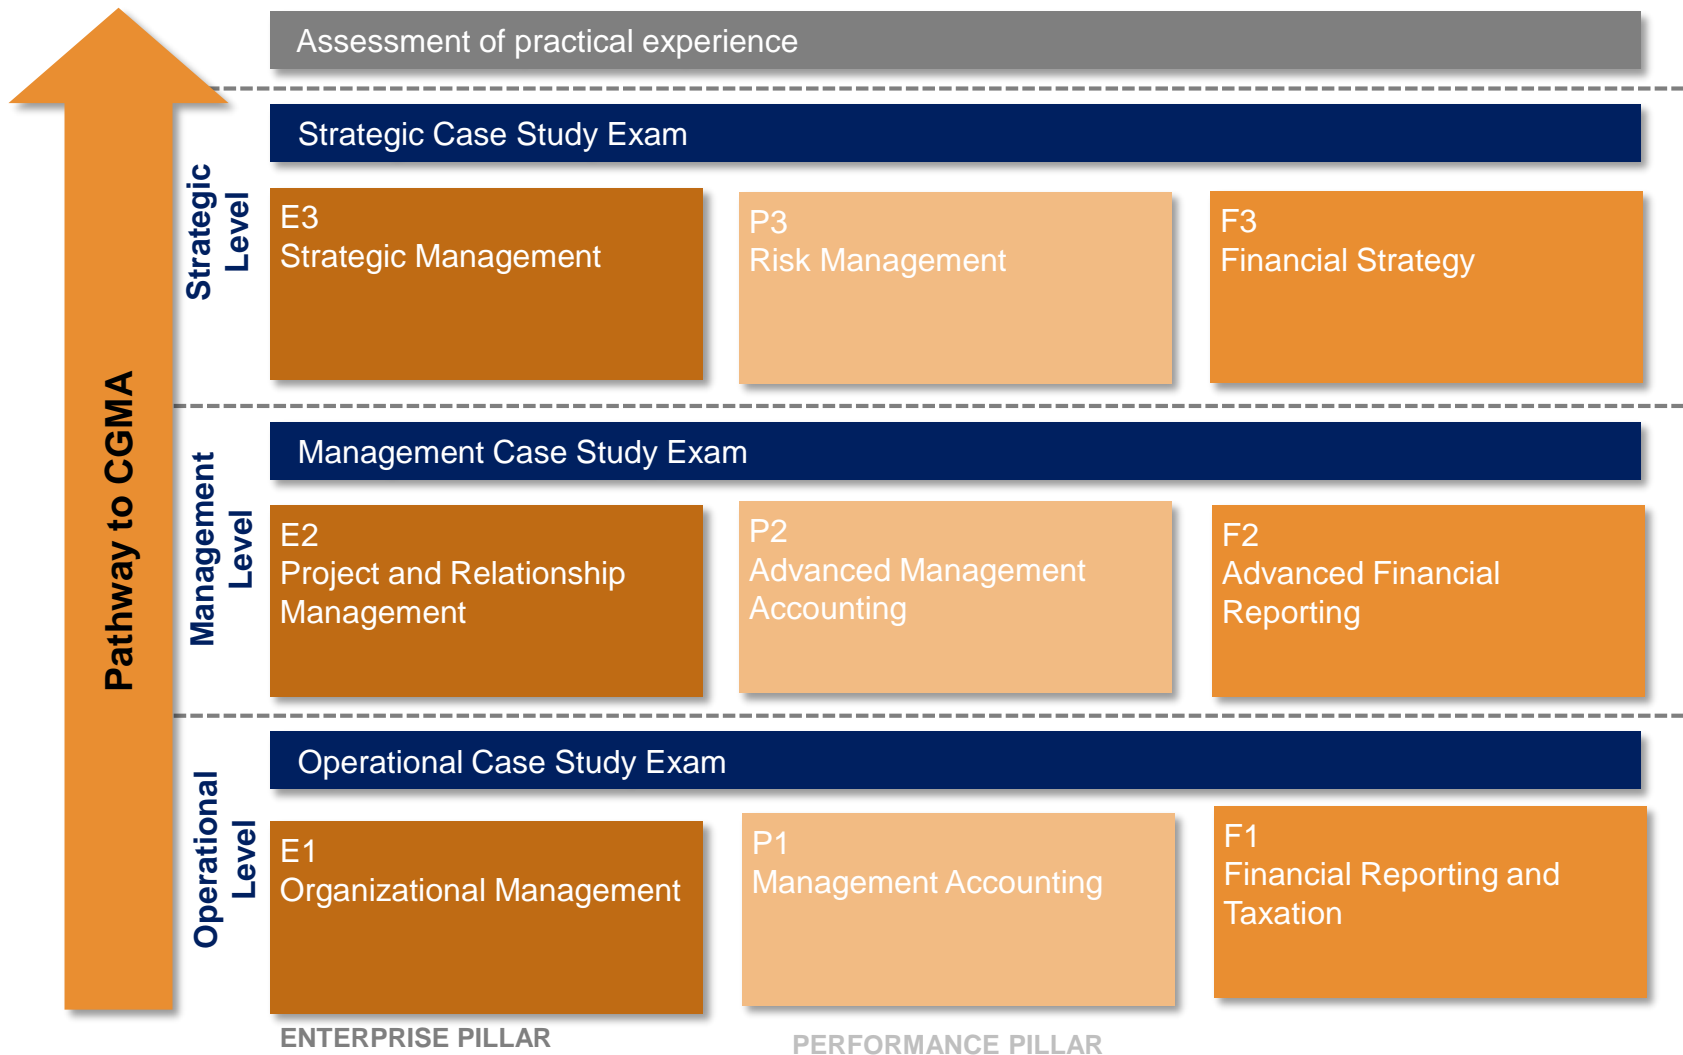 Assessment of practical experience
Pathway to CGMA
Strategic
Level
Strategic Case Study Exam
E3
Strategic Management
P3
Risk Management
F3
Financial Strategy
Management
Level
Management Case Study Exam
E2
Project and Relationship
Management
P2
Advanced Management
Accounting
F2
Advanced Financial
Reporting
Operational
Level
Operational Case Study Exam
E1
Organizational Management
P1
Management Accounting
F1
Financial Reporting and
Taxation
ENTERPRISE PILLAR
PERFORMANCE PILLAR